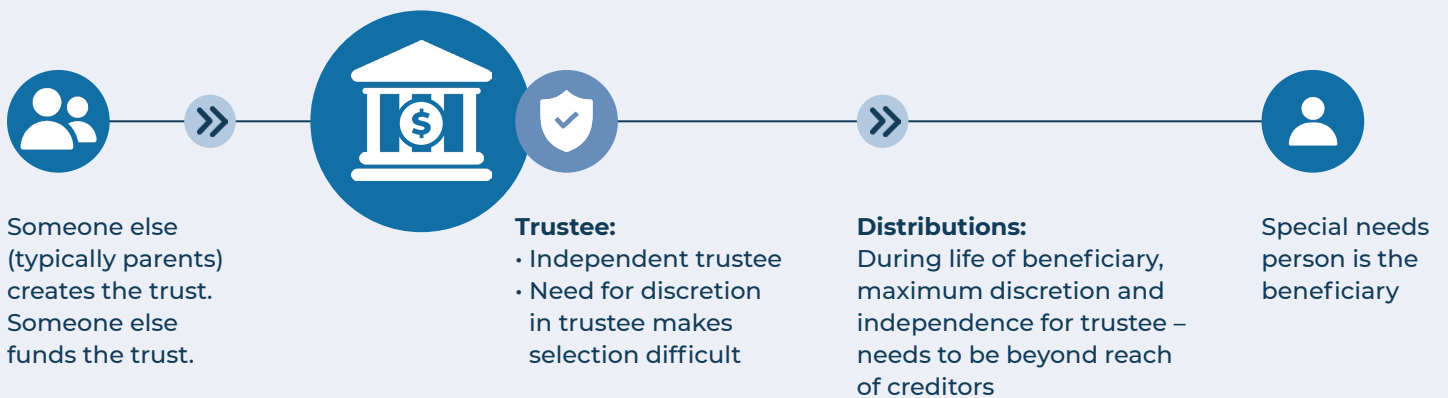 $
Someone else
(typically parents)
creates the trust.
Someone else
funds the trust.
Trustee:
• Independent trustee
• Need for discretion
in trustee makes
selection difficult
Distributions:
During life of beneficiary,
maximum discretion and
independence for trustee –
needs to be beyond reach
of creditors
Special needs
person is the
beneficiary